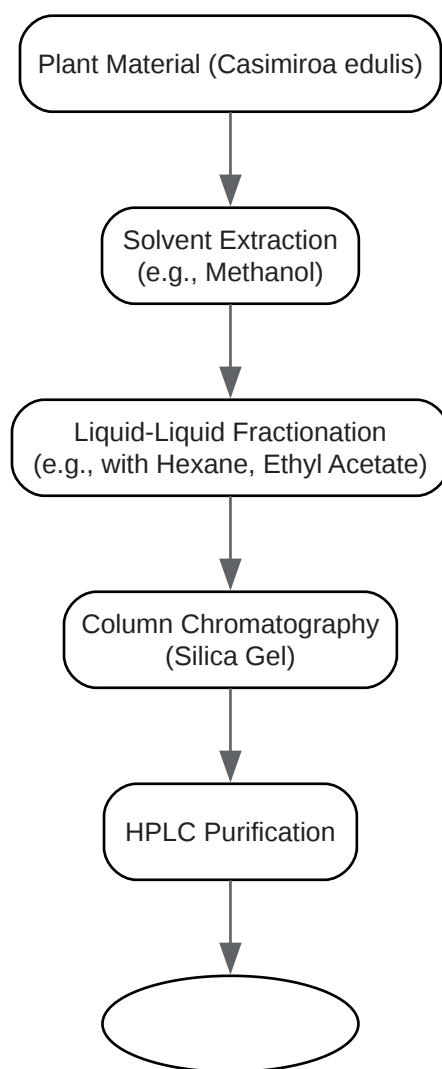 Plant Material (Casimiroa edulis)
Solvent Extraction
(e.g., Methanol)
Liquid-Liquid Fractionation
(e.g., with Hexane, Ethyl Acetate)
Column Chromatography
(Silica Gel)
HPLC Purification